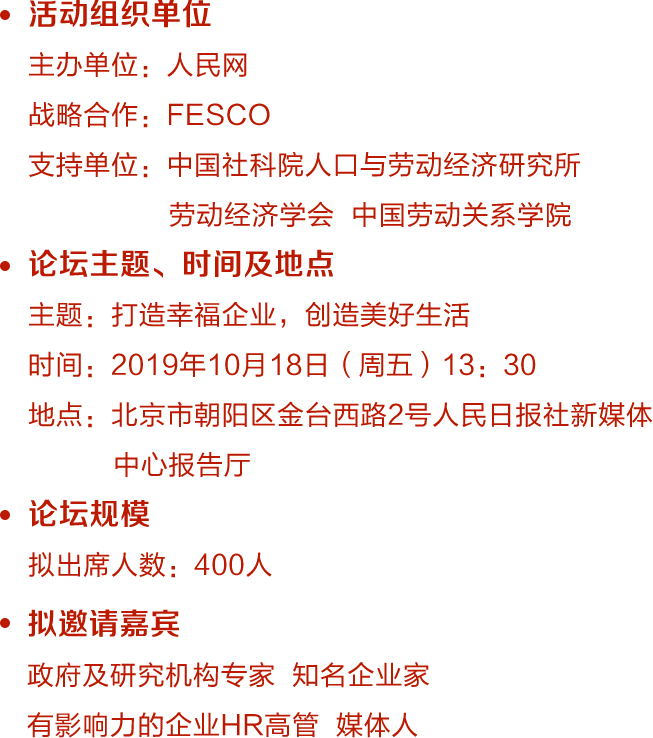 • 活动组织单位
主办单位：人民网
战略合作：FESCO
支持单位：中国社科院人口与劳动经济研究所
劳动经济学会 中国劳动关系学院
• 论坛主题、时间及地点
主题：打造幸福企业，创造美好生活
时间：2019年10月18日（周五）13：30
地点：北京市朝阳区金台西路2号人民日报社新媒体
中心报告厅
• 论坛规模
拟出席人数：400人
• 拟邀请嘉宾
政府及研究机构专家 知名企业家
有影响力的企业HR高管 媒体人